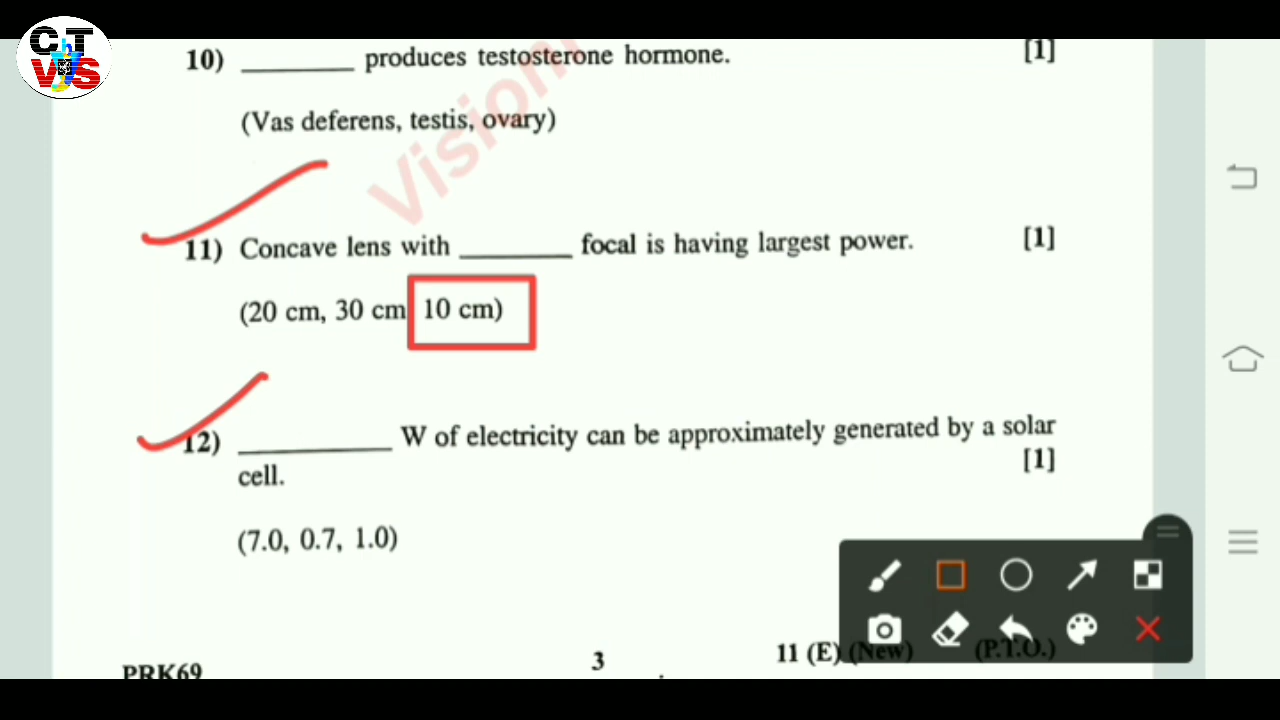 CT
VIS
10) ________ produces testosterone hormone. [1]
(Vas deferens, testis, ovary)
Vision
11) Concave lens with ________ focal is having largest power. [1]
(20 cm, 30 cm 10 cm)
12) ___________ W of electricity can be approximately generated by a solar
cell. [1]
(7.0, 0.7, 1.0)
PRK69 3 11 (E) (New) (P.T.O.)